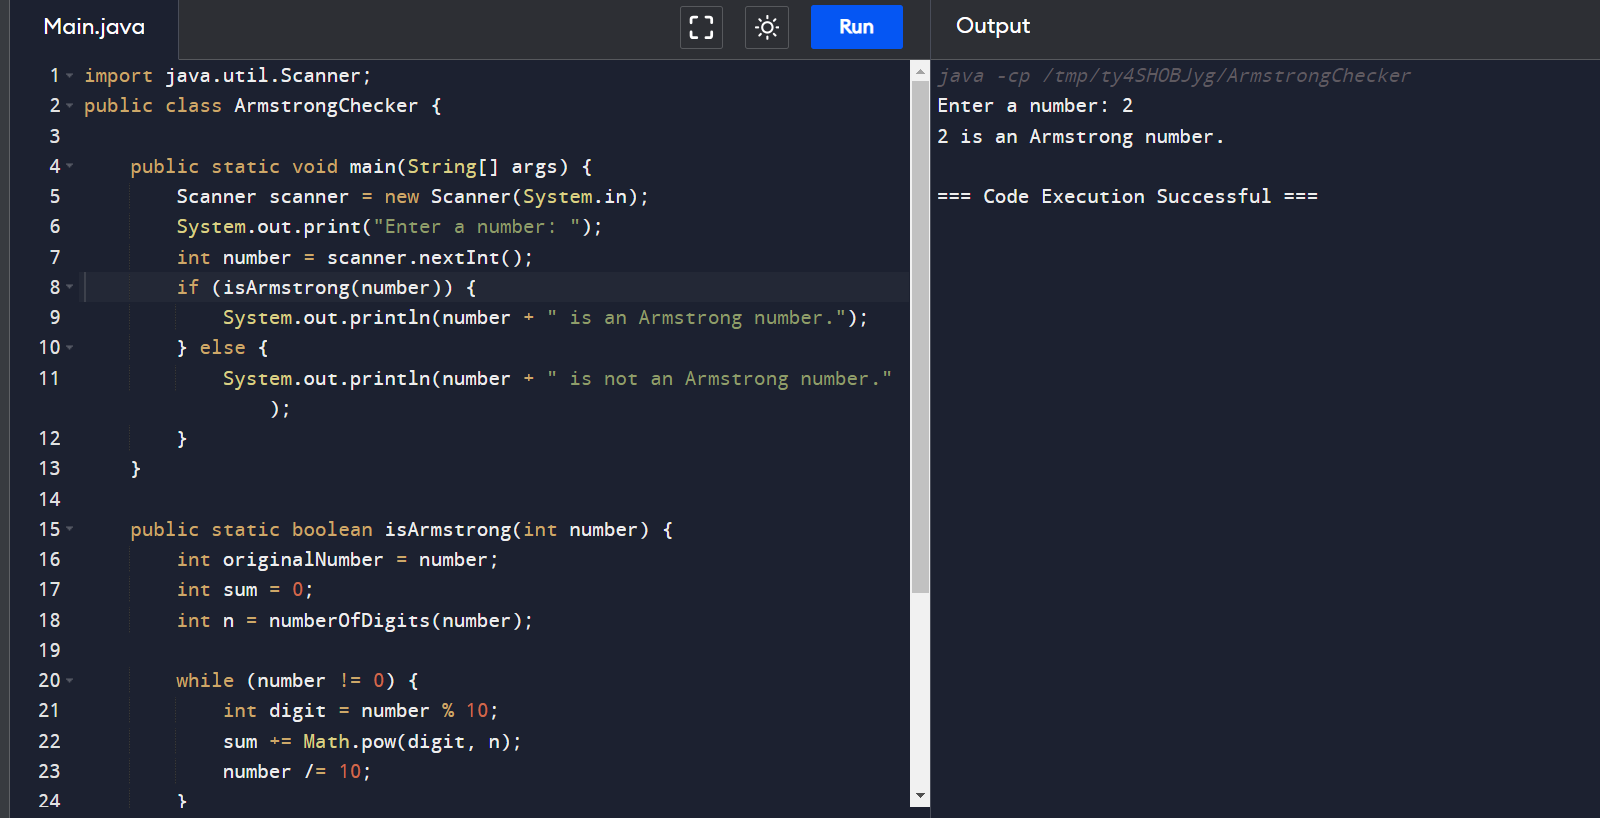 Main.java
Run
Output
1 import java.util.Scanner;
2 public class ArmstrongChecker {
3
4     public static void main(String[] args) {
5         Scanner scanner = new Scanner(System.in);
6         System.out.print("Enter a number: ");
7         int number = scanner.nextInt();
8         if (isArmstrong(number)) {
9             System.out.println(number + " is an Armstrong number.");
10         } else {
11             System.out.println(number + " is not an Armstrong number."
);
12         }
13     }
14
15     public static boolean isArmstrong(int number) {
16         int originalNumber = number;
17         int sum = 0;
18         int n = numberOfDigits(number);
19
20         while (number != 0) {
21             int digit = number % 10;
22             sum += Math.pow(digit, n);
23             number /= 10;
24         }
java -cp /tmp/ty4SHOBJyg/ArmstrongChecker
Enter a number: 2
2 is an Armstrong number.
=== Code Execution Successful ===